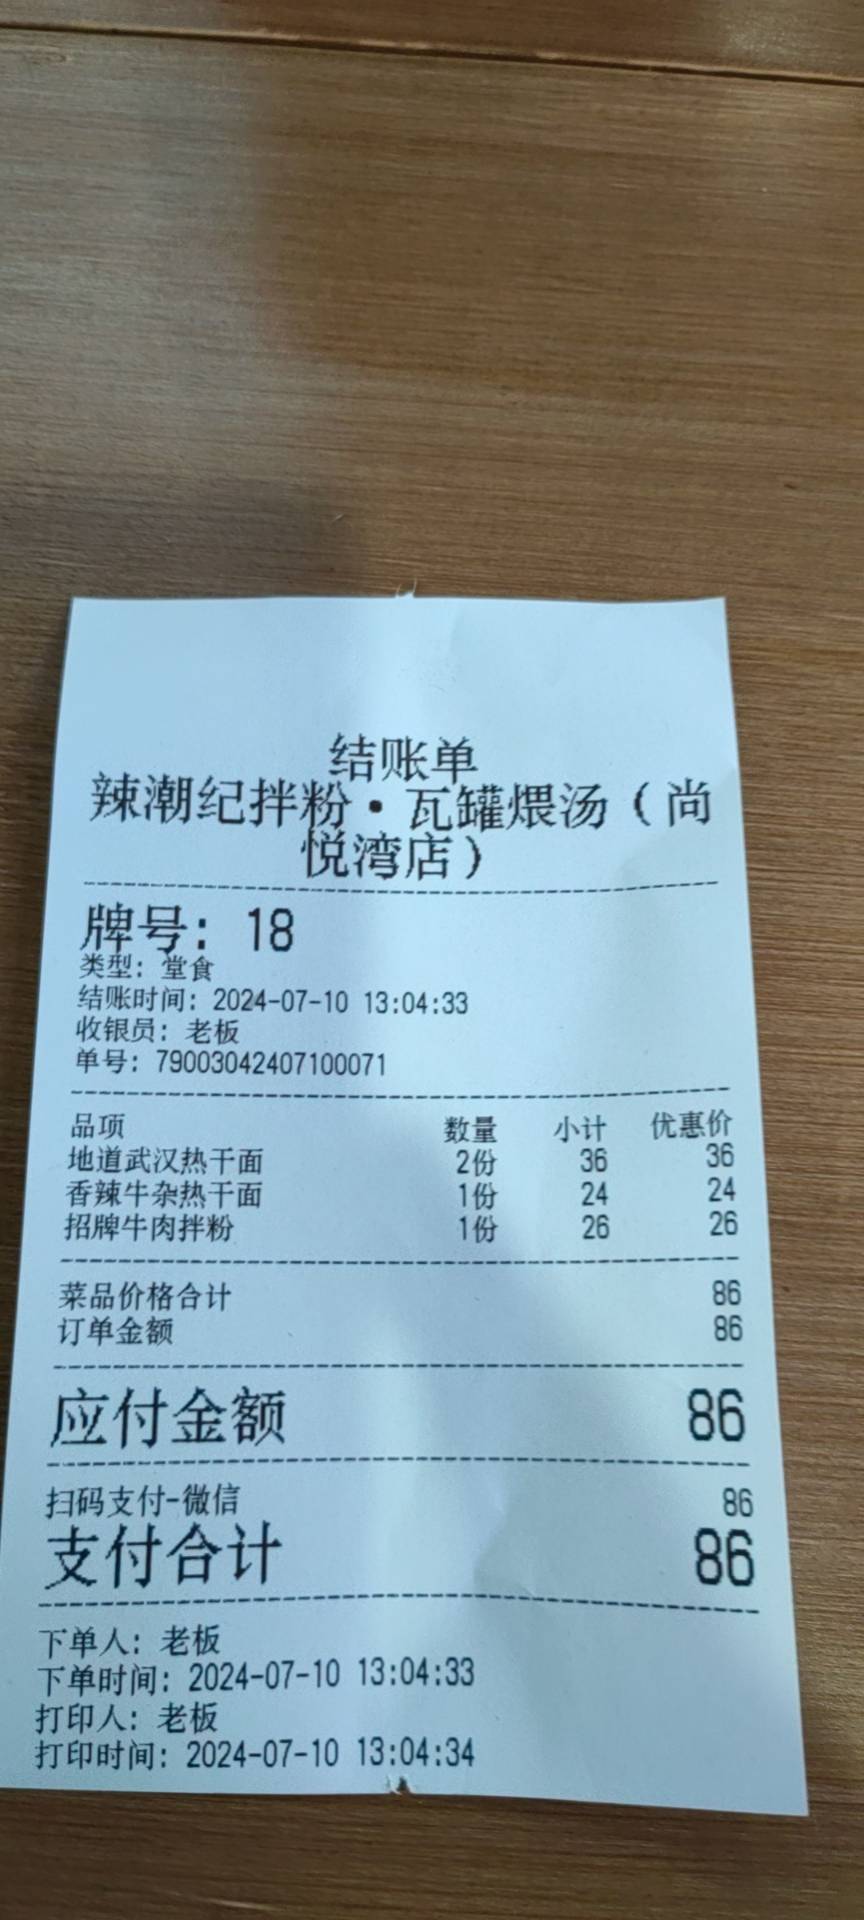 结账单
辣潮纪拌粉·瓦罐煨汤（尚
悦湾店）
牌号: 18
类型: 堂食
结账时间: 2024-07-10 13:04:33
收银员: 老板
单号: 79003042407100071
品项 数量 小计 优惠价
地道武汉热干面 2份 36 36
香辣牛杂热干面 1份 24 24
招牌牛肉拌粉 1份 26 26
菜品价格合计 86
订单金额 86
应付金额 86
扫码支付-微信 86
支付合计 86
下单人: 老板
下单时间: 2024-07-10 13:04:33
打印人: 老板
打印时间: 2024-07-10 13:04:34